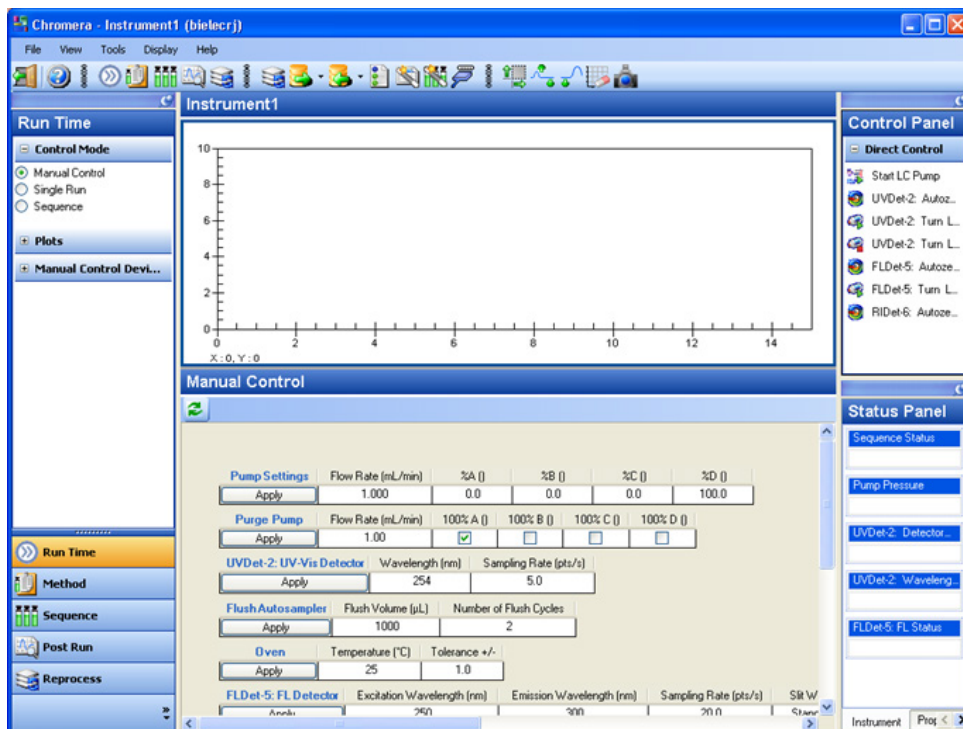 Chromera - Instrument1 (bielecrj)
File View Tools Display Help
Run Time
Control Mode
Manual Control
Single Run
Sequence
Plots
Manual Control Devi...
Run Time
Method
Sequence
Post Run
Reprocess
Instrument1
10
8
6
4
2
0
0 2 4 6 8 10 12 14
X : 0, Y : 0
Manual Control
Pump Settings Flow Rate (mL/min) %A () %B () %C () %D ()
Apply 1.000 0.0 0.0 0.0 100.0
Purge Pump Flow Rate (mL/min) 100% A () 100% B () 100% C () 100% D ()
Apply 1.00
UVDet-2: UV-Vis Detector Wavelength (nm) Sampling Rate (pts/s)
Apply 254 5.0
Flush Autosampler Flush Volume (µL) Number of Flush Cycles
Apply 1000 2
Oven Temperature (°C) Tolerance +/-
Apply 25 1.0
FLDet-5: FL Detector Excitation Wavelength (nm) Emission Wavelength (nm) Sampling Rate (pts/s) Slit W
Apply 250 300 20.0 Stand
Control Panel
Direct Control
Start LC Pump
UVDet-2: Autoz...
UVDet-2: Turn L...
UVDet-2: Turn L...
FLDet-5: Autoze...
FLDet-5: Turn L...
RIDet-6: Autoze...
Status Panel
Sequence Status
Pump Pressure
UVDet-2: Detector...
UVDet-2: Waveleng...
FLDet-5: FL Status
Instrument Prop